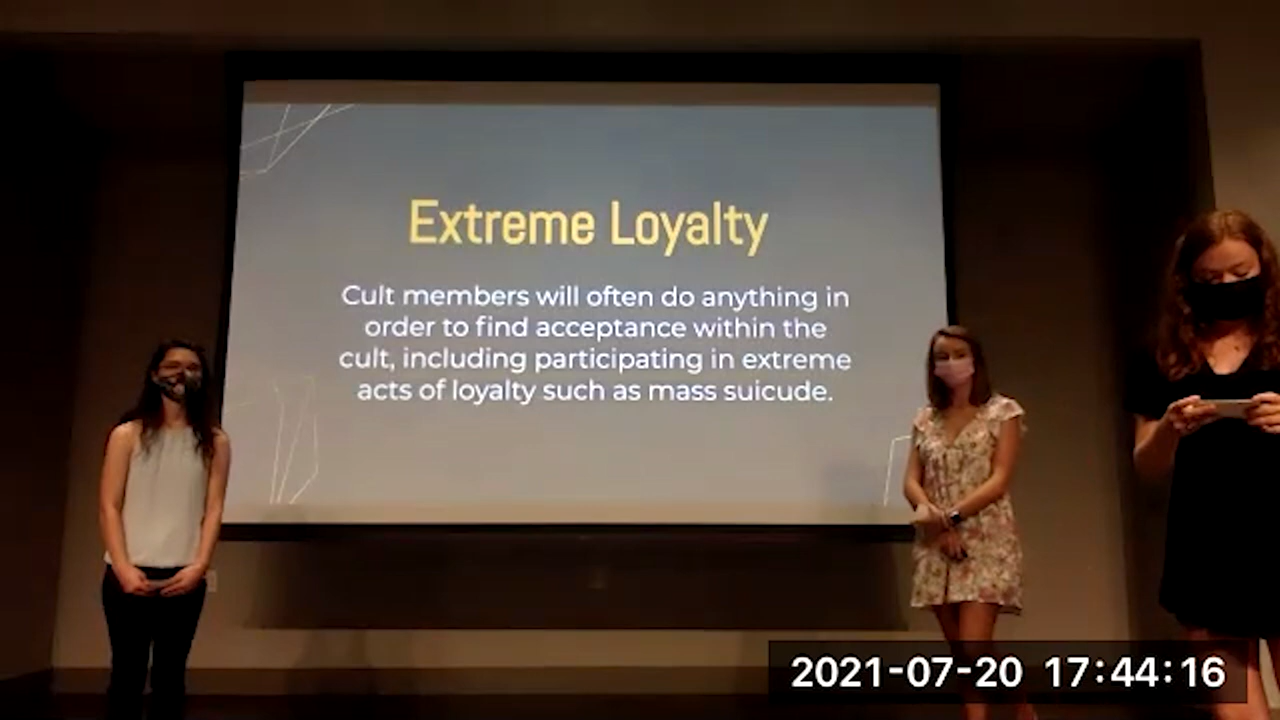 Extreme Loyalty
Cult members will often do anything in
order to find acceptance within the
cult, including participating in extreme
acts of loyalty such as mass suicude.
2021-07-20 17:44:16